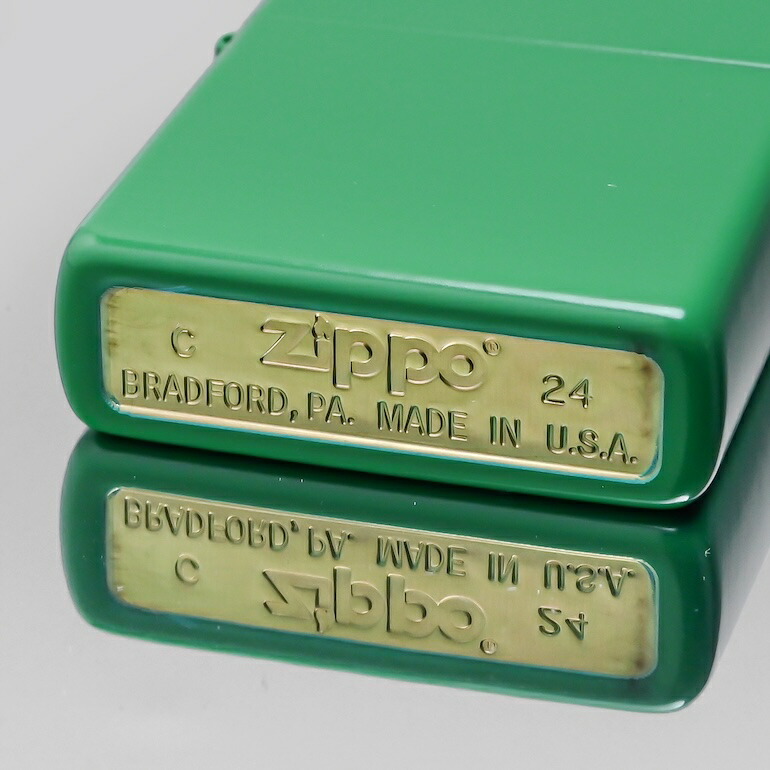 C Zippo® 24
BRADFORD, PA. MADE IN U.S.A.